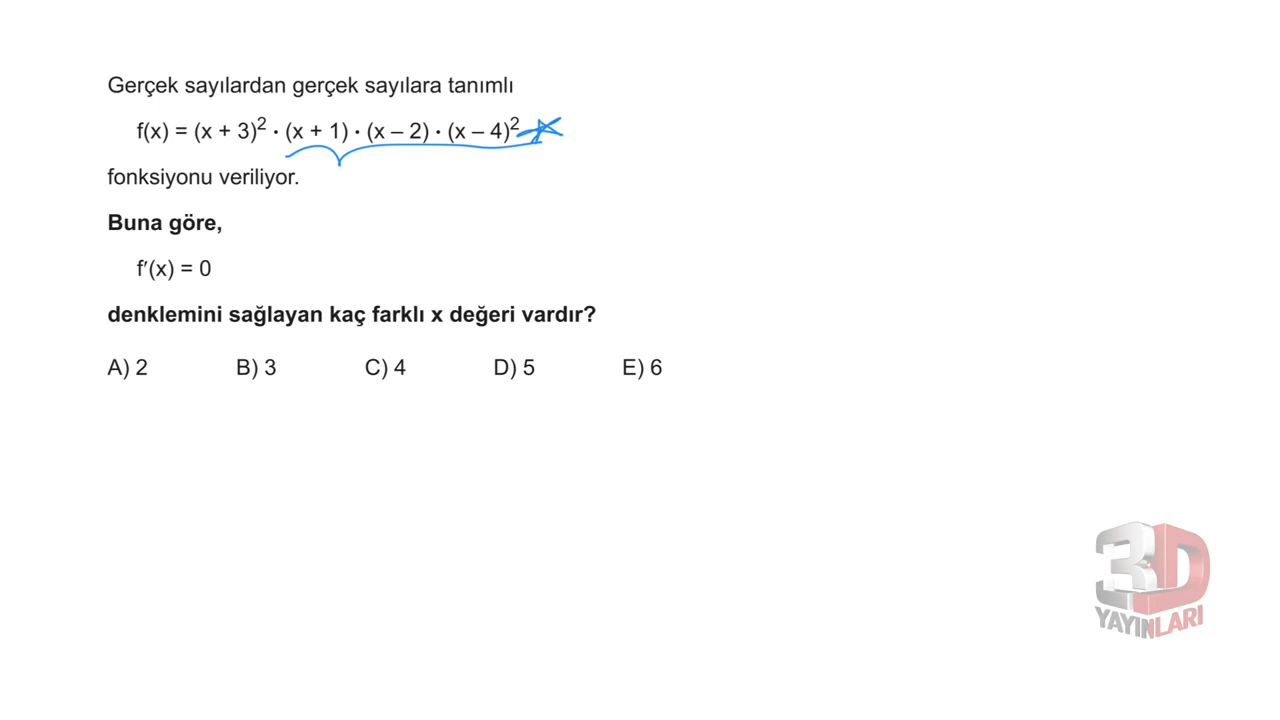 Gerçek sayılardan gerçek sayılara tanımlı
f(x) = (x + 3)² · (x + 1) · (x – 2) · (x – 4)²
fonksiyonu veriliyor.
Buna göre,
f′(x) = 0
denklemini sağlayan kaç farklı x değeri vardır?
A) 2 B) 3 C) 4 D) 5 E) 6
3D
YAYINLARI